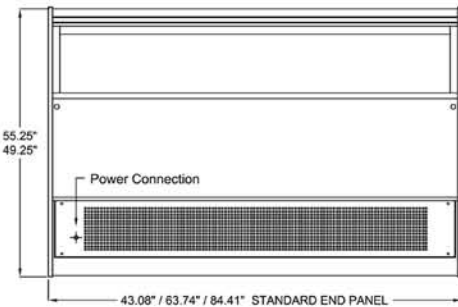 55.25"
49.25"
Power Connection
43.08" / 63.74" / 84.41" STANDARD END PANEL